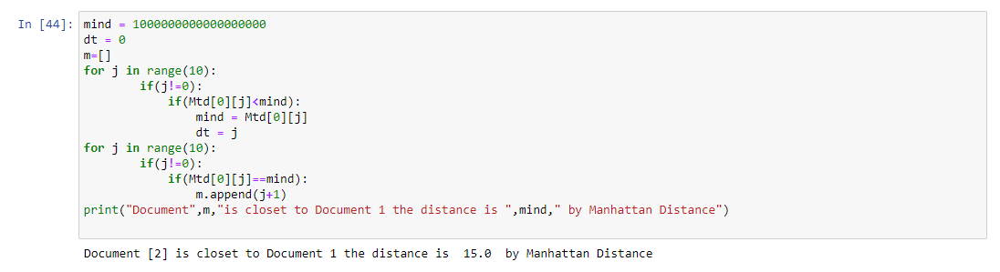 In [44]: mind = 1000000000000000000
dt = 0
m=[]
for j in range(10):
        if(j!=0):
            if(Mtd[0][j]<mind):
                mind = Mtd[0][j]
                dt = j
for j in range(10):
        if(j!=0):
            if(Mtd[0][j]==mind):
                m.append(j+1)
print("Document",m,"is closet to Document 1 the distance is ",mind," by Manhattan Distance")
Document [2] is closet to Document 1 the distance is  15.0  by Manhattan Distance